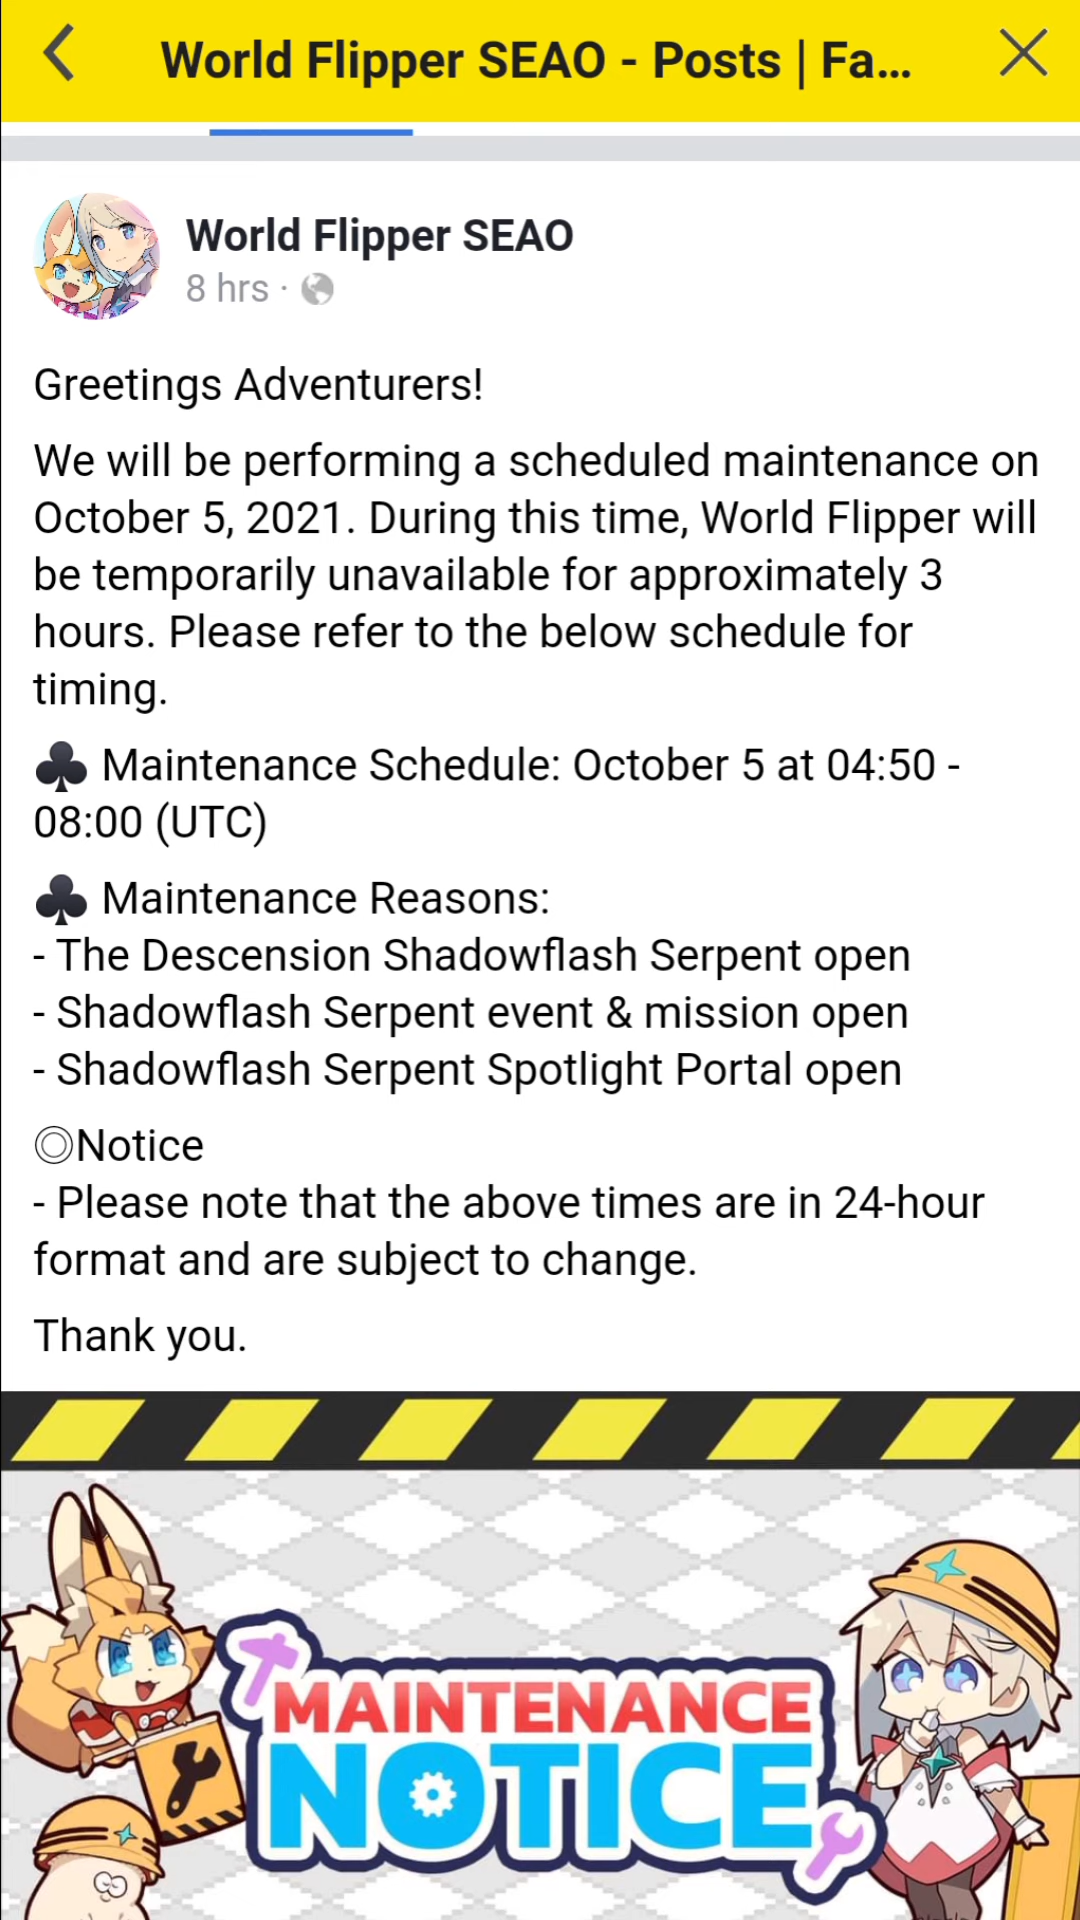 World Flipper SEAO - Posts | Fa...
World Flipper SEAO
8 hrs ·
Greetings Adventurers!
We will be performing a scheduled maintenance on
October 5, 2021. During this time, World Flipper will
be temporarily unavailable for approximately 3
hours. Please refer to the below schedule for
timing.
♣ Maintenance Schedule: October 5 at 04:50 -
08:00 (UTC)
♣ Maintenance Reasons:
- The Descension Shadowflash Serpent open
- Shadowflash Serpent event & mission open
- Shadowflash Serpent Spotlight Portal open
◎Notice
- Please note that the above times are in 24-hour
format and are subject to change.
Thank you.
MAINTENANCE
NOTICE